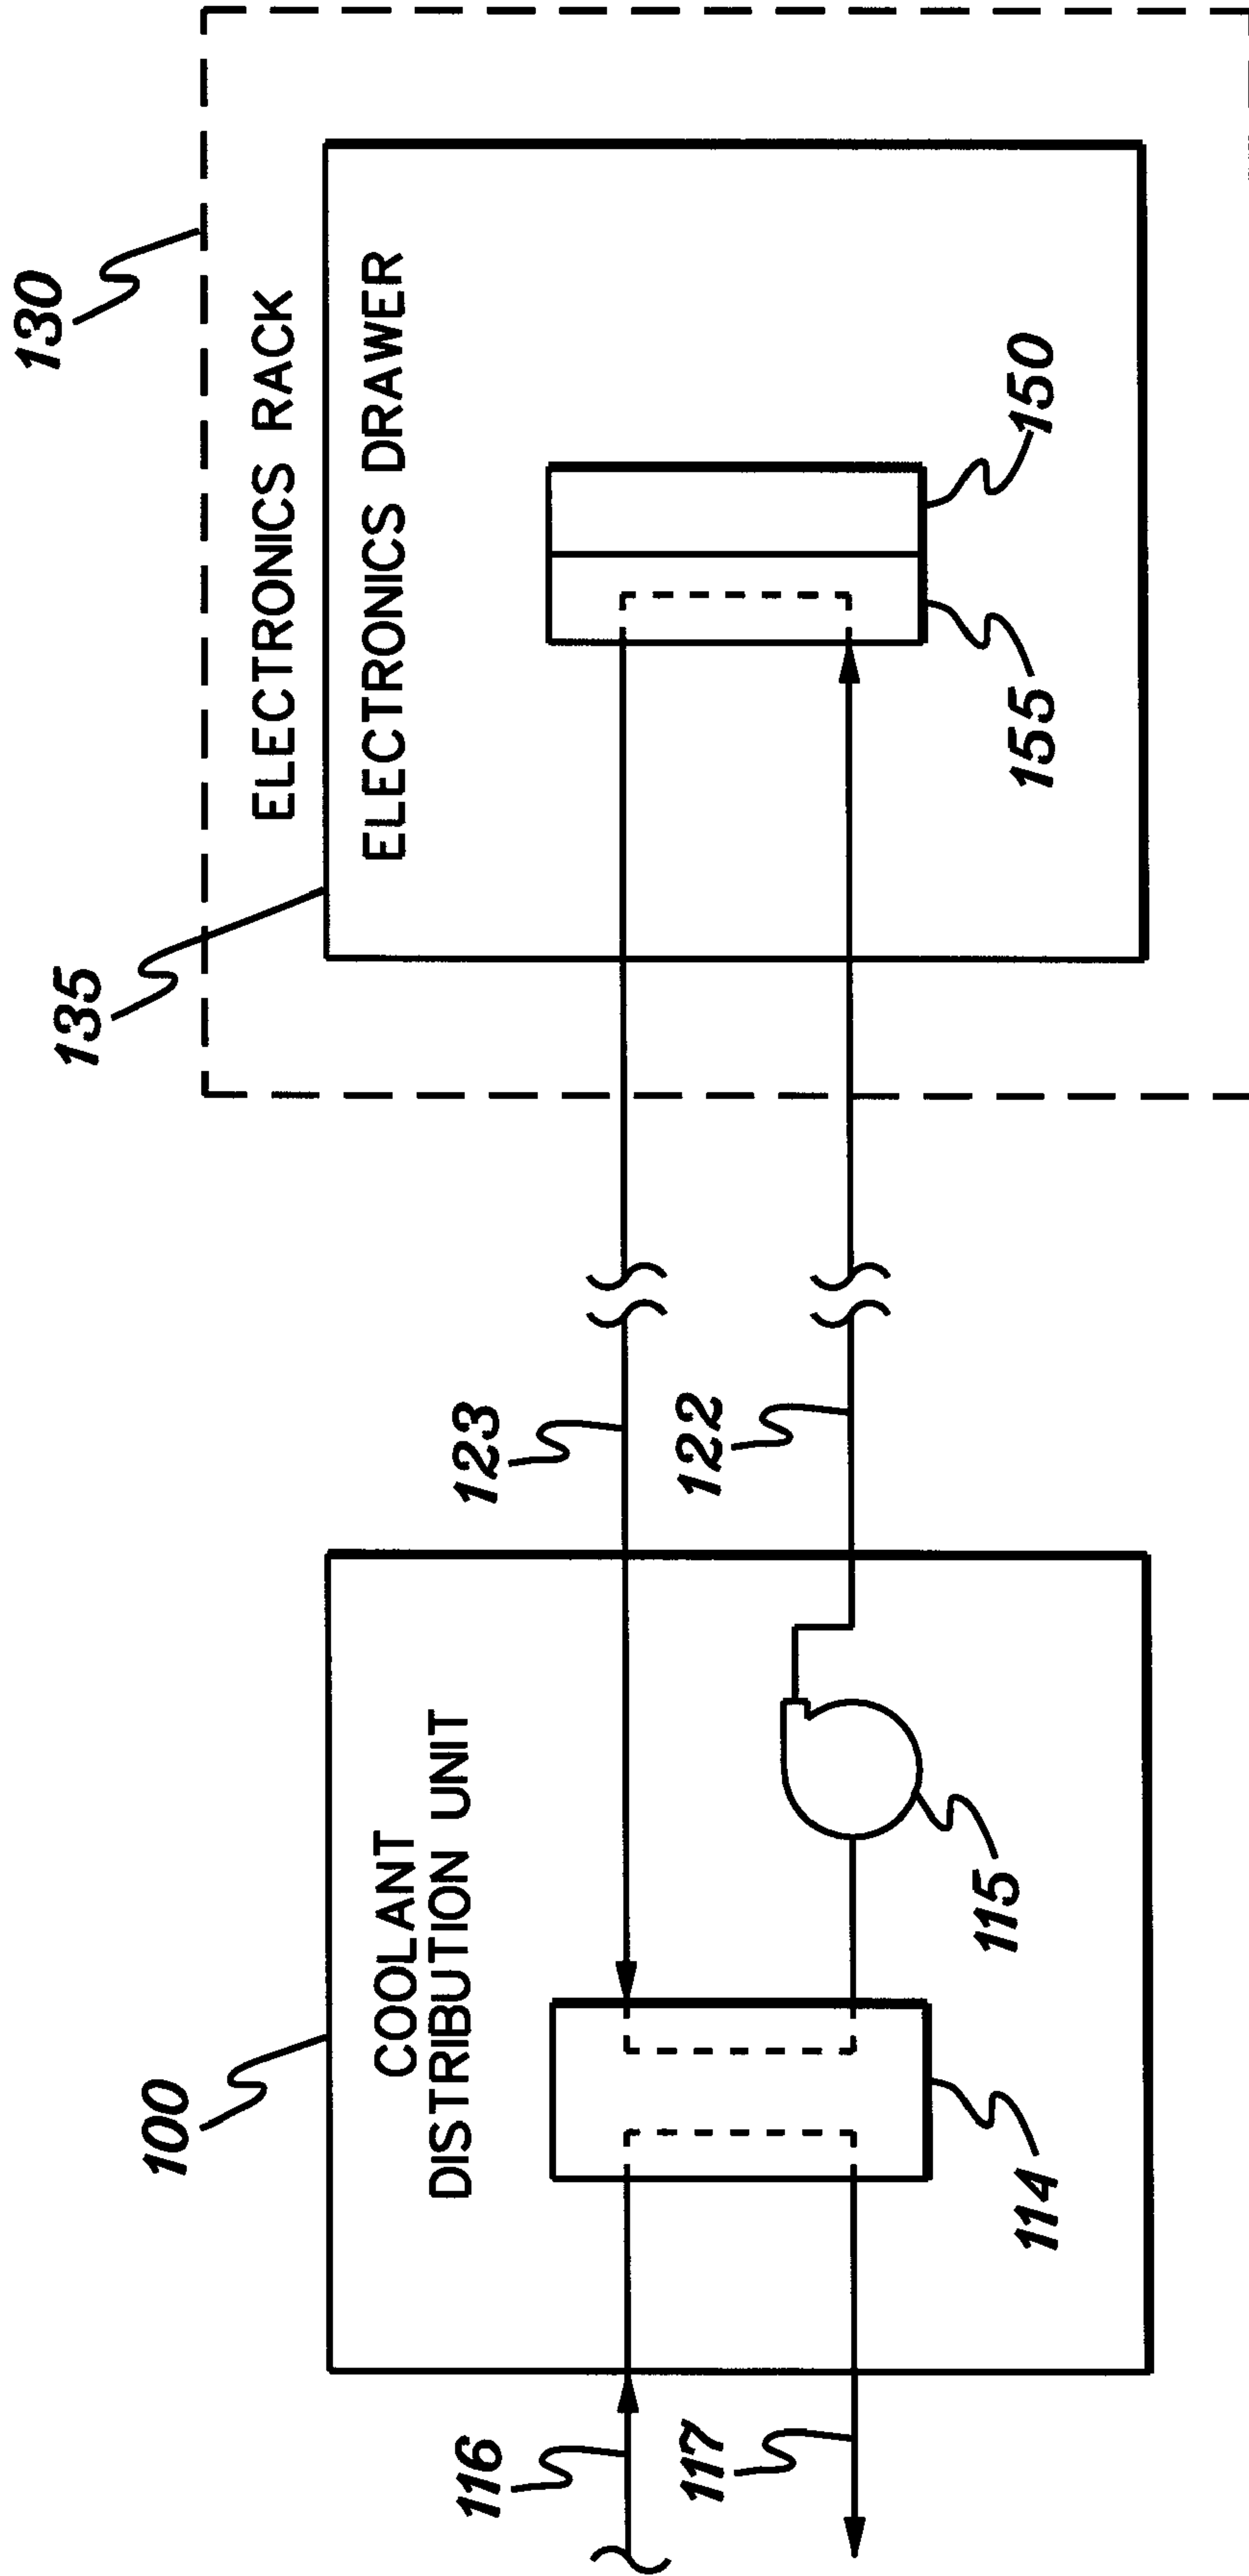 100
COOLANT
DISTRIBUTION UNIT
116
117
114
115
123
122
130
135
ELECTRONICS RACK
ELECTRONICS DRAWER
155
150